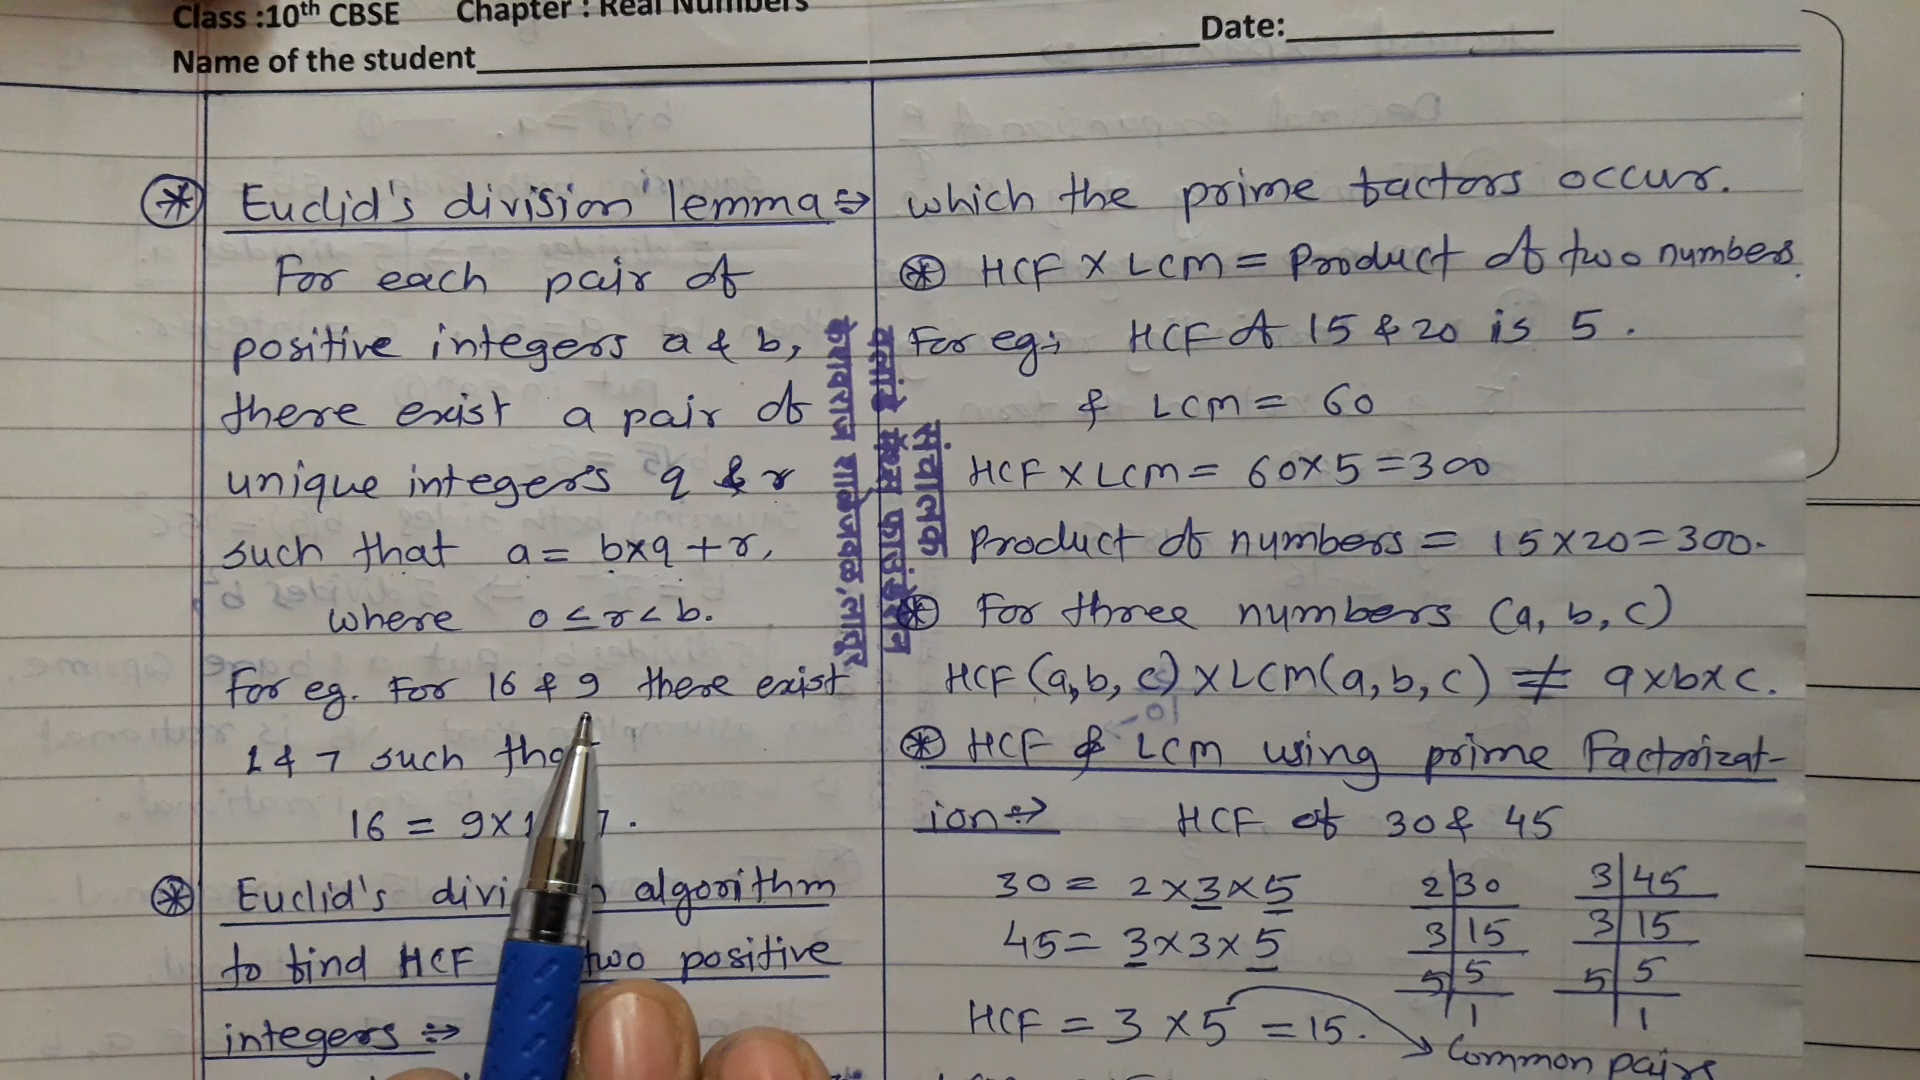 Class :10th CBSE Chapter : Real Numbers
Name of the student Date:
Euclid's division lemma ⇒
For each pair of
positive integers a & b,
there exist a pair of
unique integers q & r
such that a = b×q + r,
where 0 ≤ r < b.
For eg. For 16 & 9 there exist
1 & 7 such that
16 = 9×1 7.
Euclid's algorithm
to find HCF two positive
integers ⇒
केशवराज शाळेजवळ, लातूर
संचालक
which the prime factors occur.
HCF X LCM = Product of two numbers.
For eg; HCF of 15 & 20 is 5.
& LCM = 60
HCF X LCM = 60×5 = 300
Product of numbers = 15×20 = 300.
For three numbers (a, b, c)
HCF (a, b, c) X LCM (a, b, c) ≠ a×b×c.
HCF & LCM using prime Factorizat-
ion ⇒ HCF of 30 & 45
30 = 2×3×5
45 = 3×3×5
2 | 30
3 | 15
5 | 5
1
3 | 45
3 | 15
5 | 5
1
HCF = 3 × 5 = 15.
Common pairs